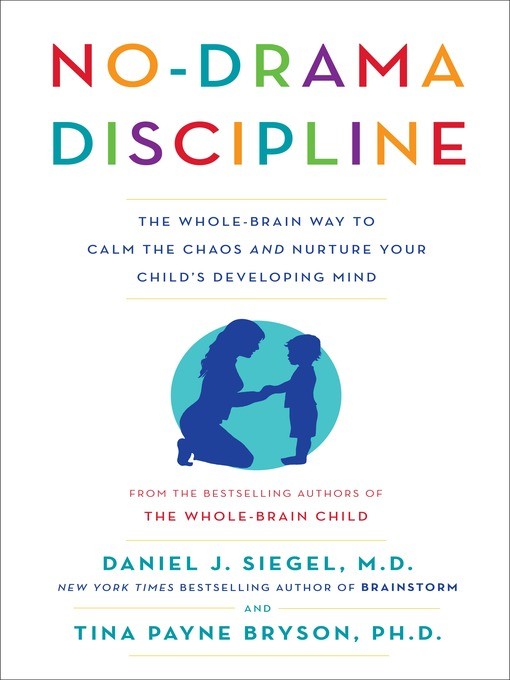 NO-DRAMA
DISCIPLINE
THE WHOLE-BRAIN WAY TO
CALM THE CHAOS AND NURTURE YOUR
CHILD'S DEVELOPING MIND
FROM THE BESTSELLING AUTHORS OF
THE WHOLE-BRAIN CHILD
DANIEL J. SIEGEL, M.D.
NEW YORK TIMES BESTSELLING AUTHOR OF BRAINSTORM
AND
TINA PAYNE BRYSON, PH.D.